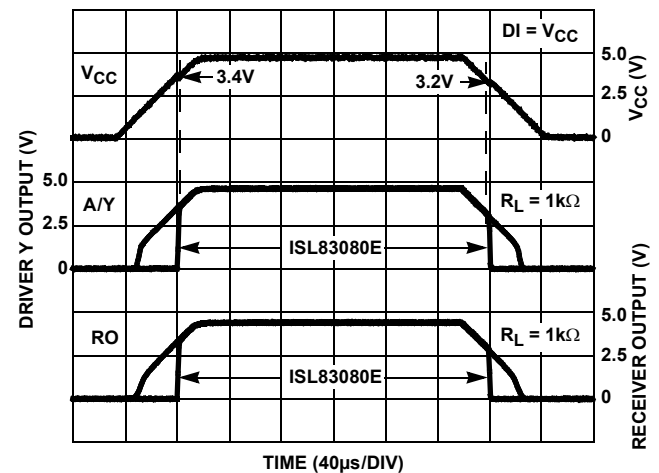 DI = VCC
VCC
3.4V
3.2V
5.0
2.5
0
VCC (V)
DRIVER Y OUTPUT (V)
5.0
2.5
0
A/Y
RL = 1kΩ
ISL83080E
RO
RL = 1kΩ
ISL83080E
5.0
2.5
0
RECEIVER OUTPUT (V)
TIME (40μs/DIV)